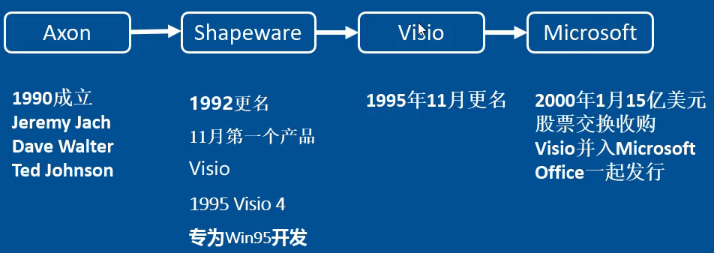 Axon
Shapeware
Visio
Microsoft
1990成立
Jeremy Jach
Dave Walter
Ted Johnson
1992更名
11月第一个产品
Visio
1995 Visio 4
专为Win95开发
1995年11月更名
2000年1月15亿美元
股票交换收购
Visio并入Microsoft
Office一起发行